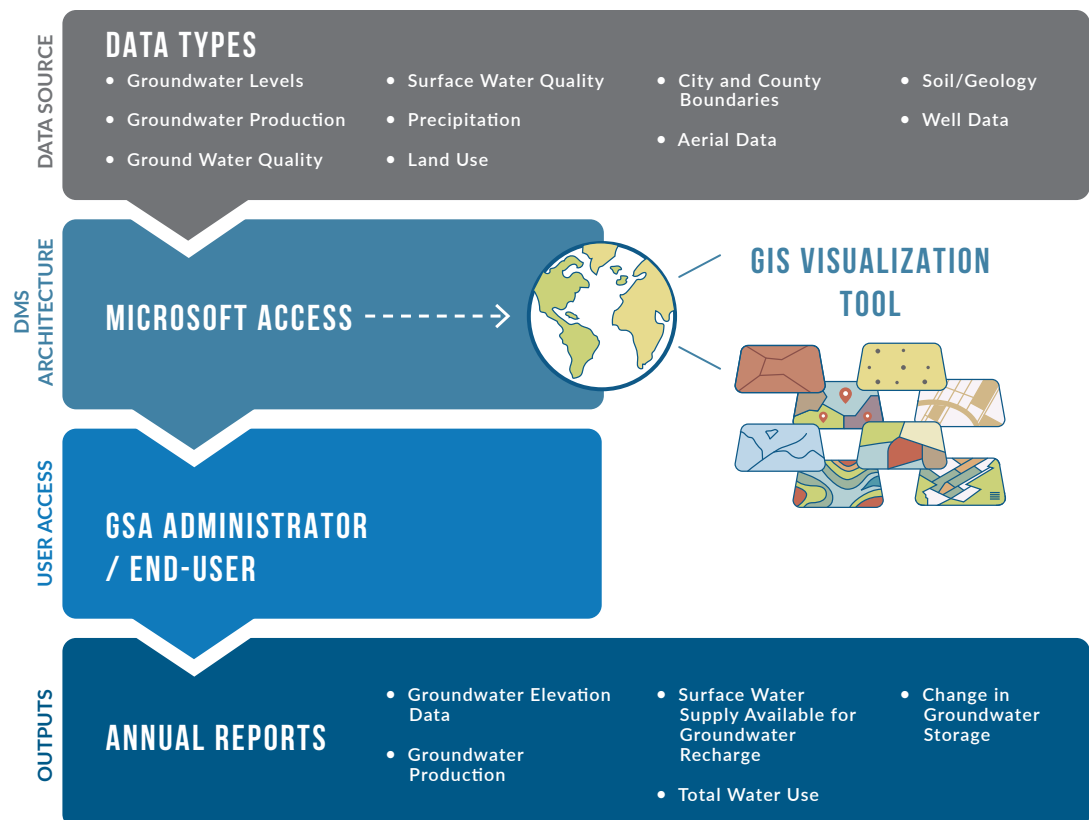 DATA SOURCE
DATA TYPES
• Groundwater Levels
• Groundwater Production
• Ground Water Quality
• Surface Water Quality
• Precipitation
• Land Use
• City and County
Boundaries
• Aerial Data
• Soil/Geology
• Well Data
DMS
ARCHITECTURE
MICROSOFT ACCESS
GIS VISUALIZATION
TOOL
USER ACCESS
GSA ADMINISTRATOR
/ END-USER
OUTPUTS
ANNUAL REPORTS
• Groundwater Elevation
Data
• Groundwater
Production
• Surface Water
Supply Available for
Groundwater
Recharge
• Total Water Use
• Change in
Groundwater
Storage